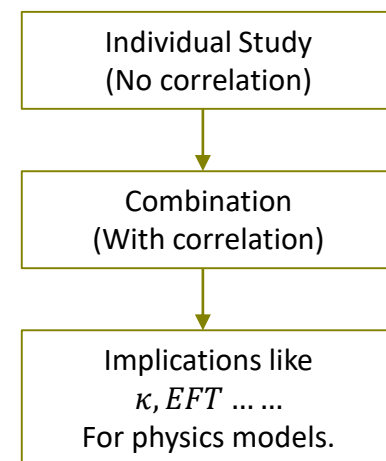 Individual Study
(No correlation)
Combination
(With correlation)
Implications like
κ, EFT ... ...
For physics models.